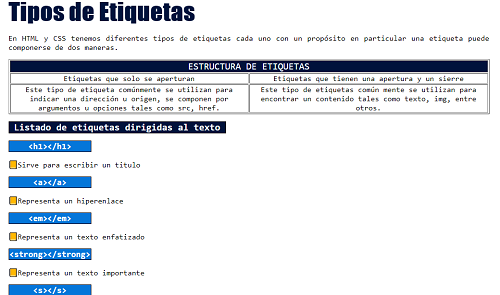 Tipos de Etiquetas
En HTML y CSS tenemos diferentes tipos de etiquetas cada uno con un propósito en particular una etiqueta puede
componerse de dos maneras.
ESTRUCTURA DE ETIQUETAS
Etiquetas que solo se aperturan
Etiquetas que tienen una apertura y un sierre
Este tipo de etiqueta comúnmente se utilizan para
indicar una dirección u origen, se componen por
argumentos u opciones tales como src, href.
Este tipo de etiquetas común mente se utilizan para
encontrar un contenido tales como texto, img, entre
otros.
Listado de etiquetas dirigidas al texto
<h1></h1>
Sirve para escribir un titulo
<a></a>
Representa un hiperenlace
<em></em>
Representa un texto enfatizado
<strong></strong>
Representa un texto importante
<s></s>